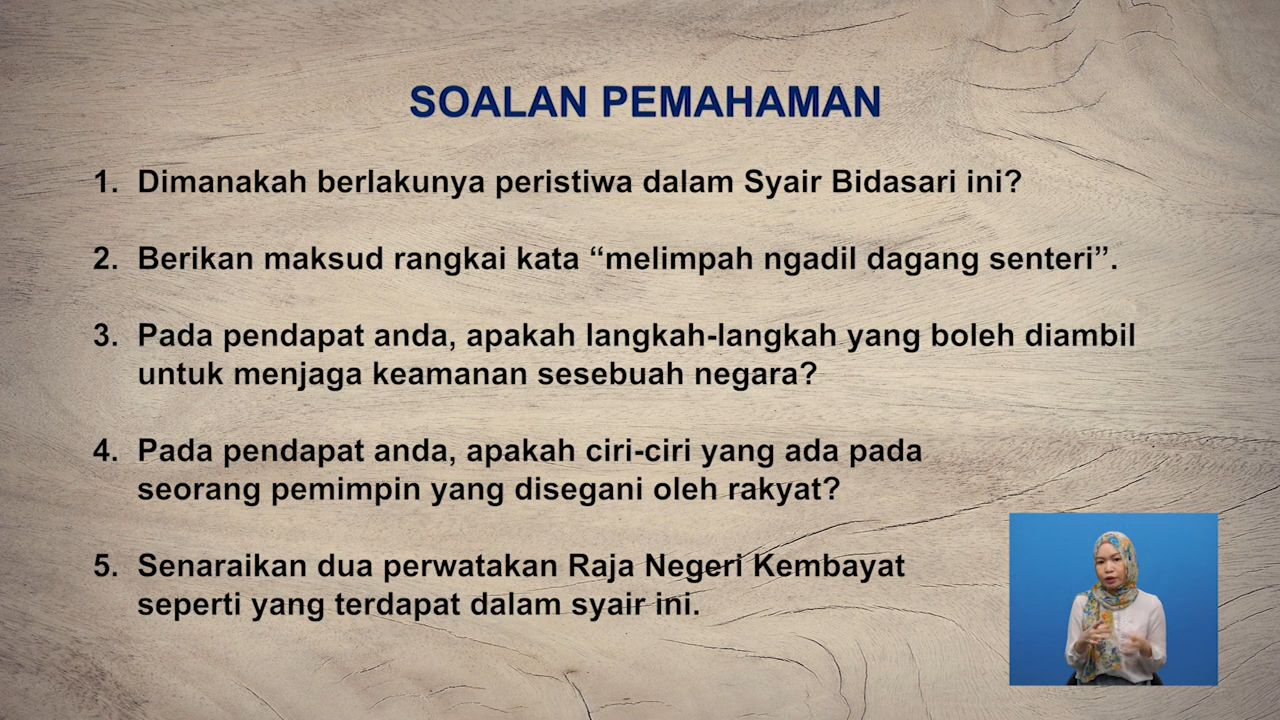 SOALAN PEMAHAMAN
1. Dimanakah berlakunya peristiwa dalam Syair Bidasari ini?
2. Berikan maksud rangkai kata “melimpah ngadil dagang senteri”.
3. Pada pendapat anda, apakah langkah-langkah yang boleh diambil
untuk menjaga keamanan sesebuah negara?
4. Pada pendapat anda, apakah ciri-ciri yang ada pada
seorang pemimpin yang disegani oleh rakyat?
5. Senaraikan dua perwatakan Raja Negeri Kembayat
seperti yang terdapat dalam syair ini.